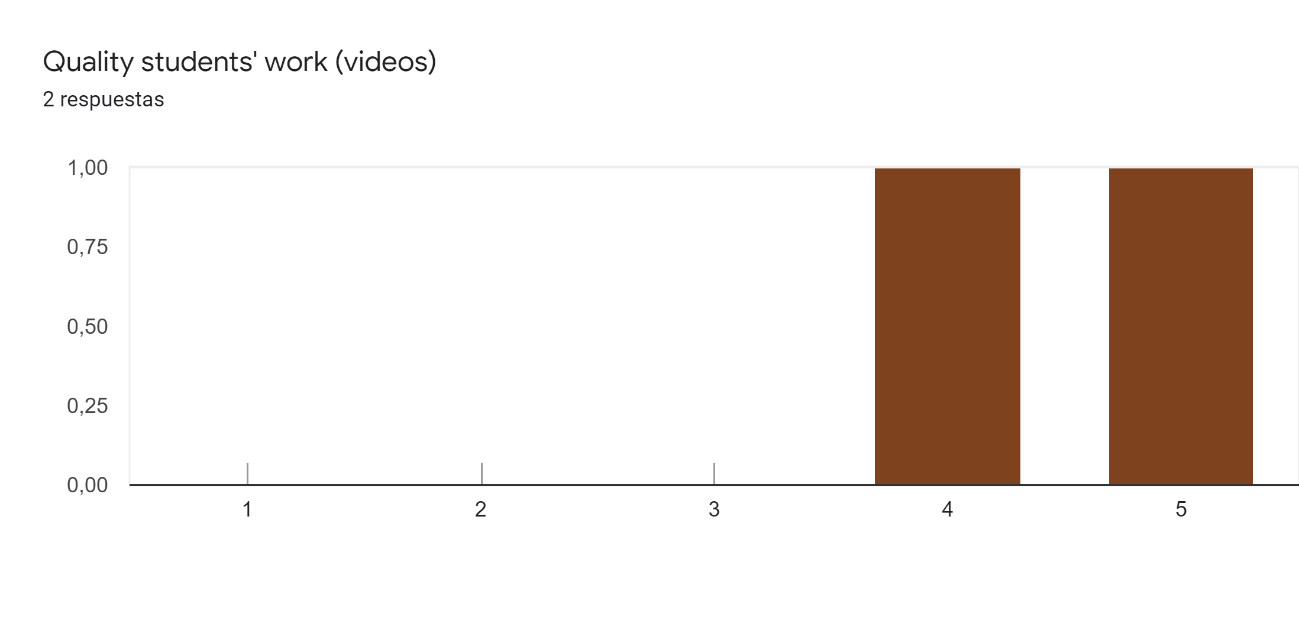 Quality students' work (videos)
2 respuestas
1,00
0,75
0,50
0,25
0,00
1 2 3 4 5